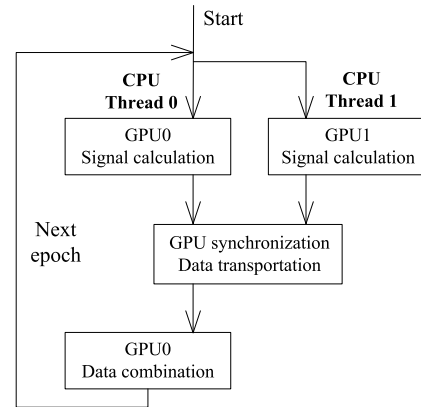 Start
CPU
Thread 0
CPU
Thread 1
GPU0
Signal calculation
GPU1
Signal calculation
GPU synchronization
Data transportation
Next
epoch
GPU0
Data combination